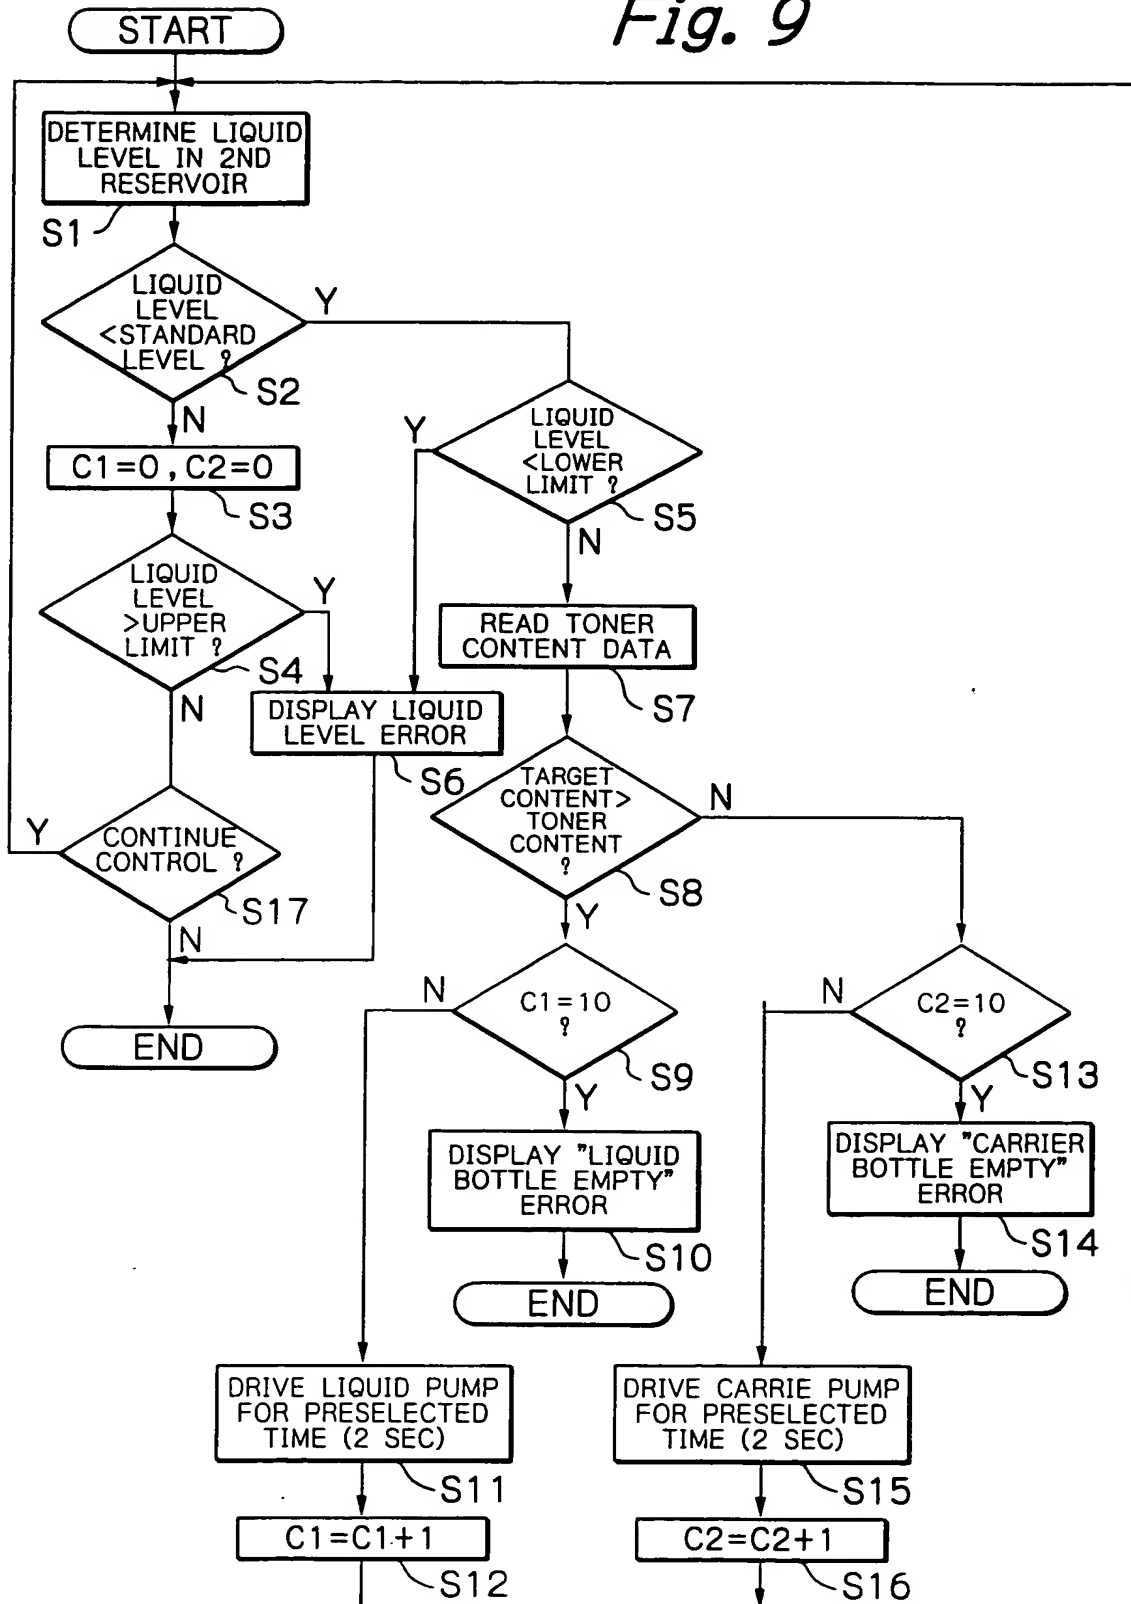 Fig. 9
START
DETERMINE LIQUID
LEVEL IN 2ND
RESERVOIR
S1
LIQUID
LEVEL
<STANDARD
LEVEL ?
S2
Y
N
C1=0, C2=0
S3
LIQUID
LEVEL
>UPPER
LIMIT ?
S4
Y
N
LIQUID
LEVEL
<LOWER
LIMIT ?
S5
Y
N
DISPLAY LIQUID
LEVEL ERROR
S6
READ TONER
CONTENT DATA
S7
TARGET
CONTENT>
TONER
CONTENT
?
S8
N
Y
CONTINUE
CONTROL ?
S17
Y
N
END
C1=10
?
S9
N
Y
C2=10
?
S13
N
Y
DISPLAY "LIQUID
BOTTLE EMPTY"
ERROR
S10
END
DISPLAY "CARRIER
BOTTLE EMPTY"
ERROR
S14
END
DRIVE LIQUID PUMP
FOR PRESELECTED
TIME (2 SEC)
S11
C1=C1+1
S12
DRIVE CARRIE PUMP
FOR PRESELECTED
TIME (2 SEC)
S15
C2=C2+1
S16